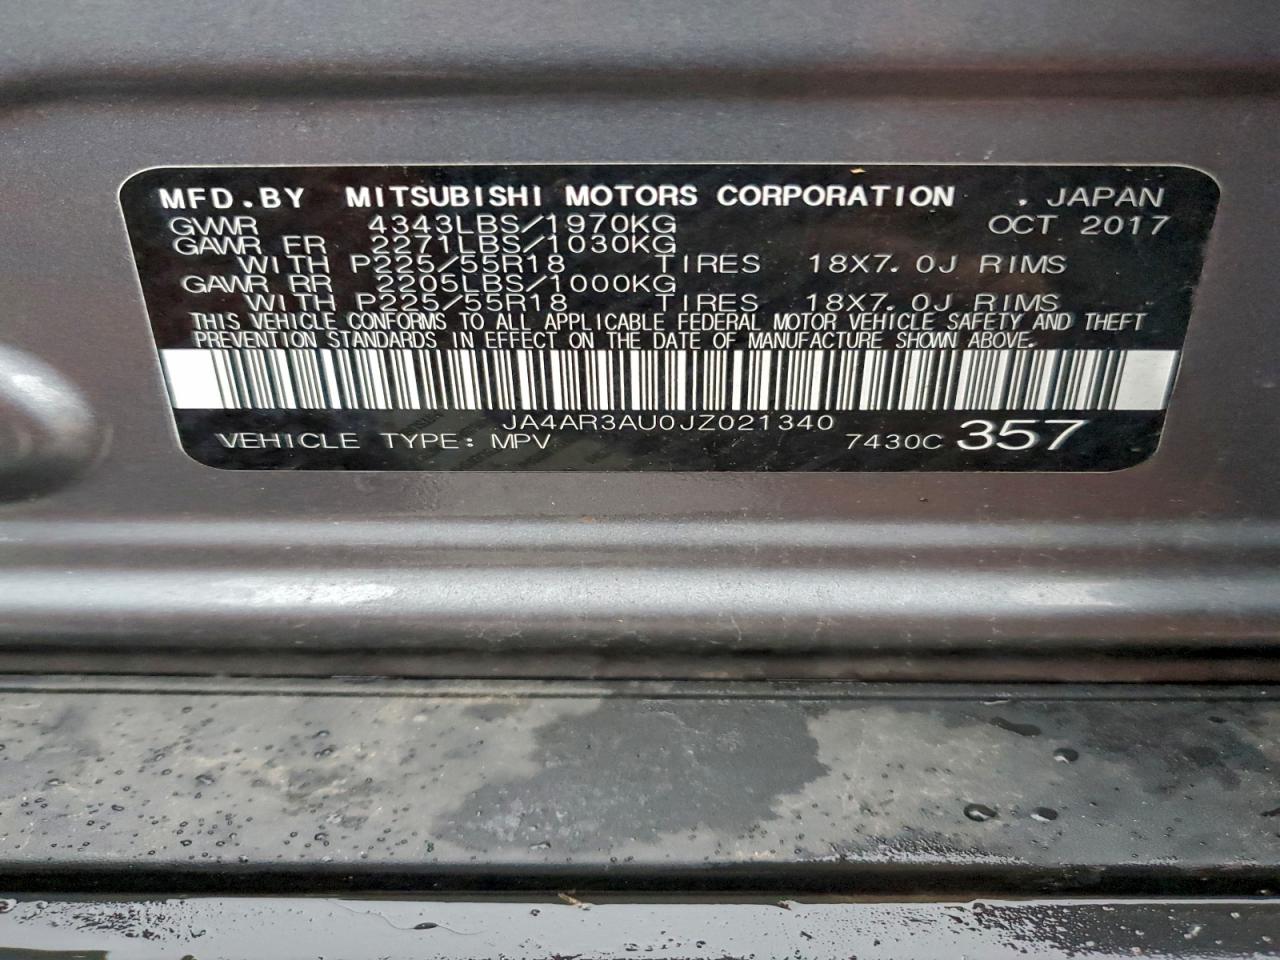 MFD.BY MITSUBISHI MOTORS CORPORATION . JAPAN
GVWR 4343LBS/1970KG OCT 2017
GAWR FR 2271LBS/1030KG
WITH P225/55R18 TIRES 18X7.0J RIMS
GAWR RR 2205LBS/1000KG
WITH P225/55R18 TIRES 18X7.0J RIMS
THIS VEHICLE CONFORMS TO ALL APPLICABLE FEDERAL MOTOR VEHICLE SAFETY AND THEFT
PREVENTION STANDARDS IN EFFECT ON THE DATE OF MANUFACTURE SHOWN ABOVE.
JA4AR3AU0JZ021340
VEHICLE TYPE: MPV 7430C 357